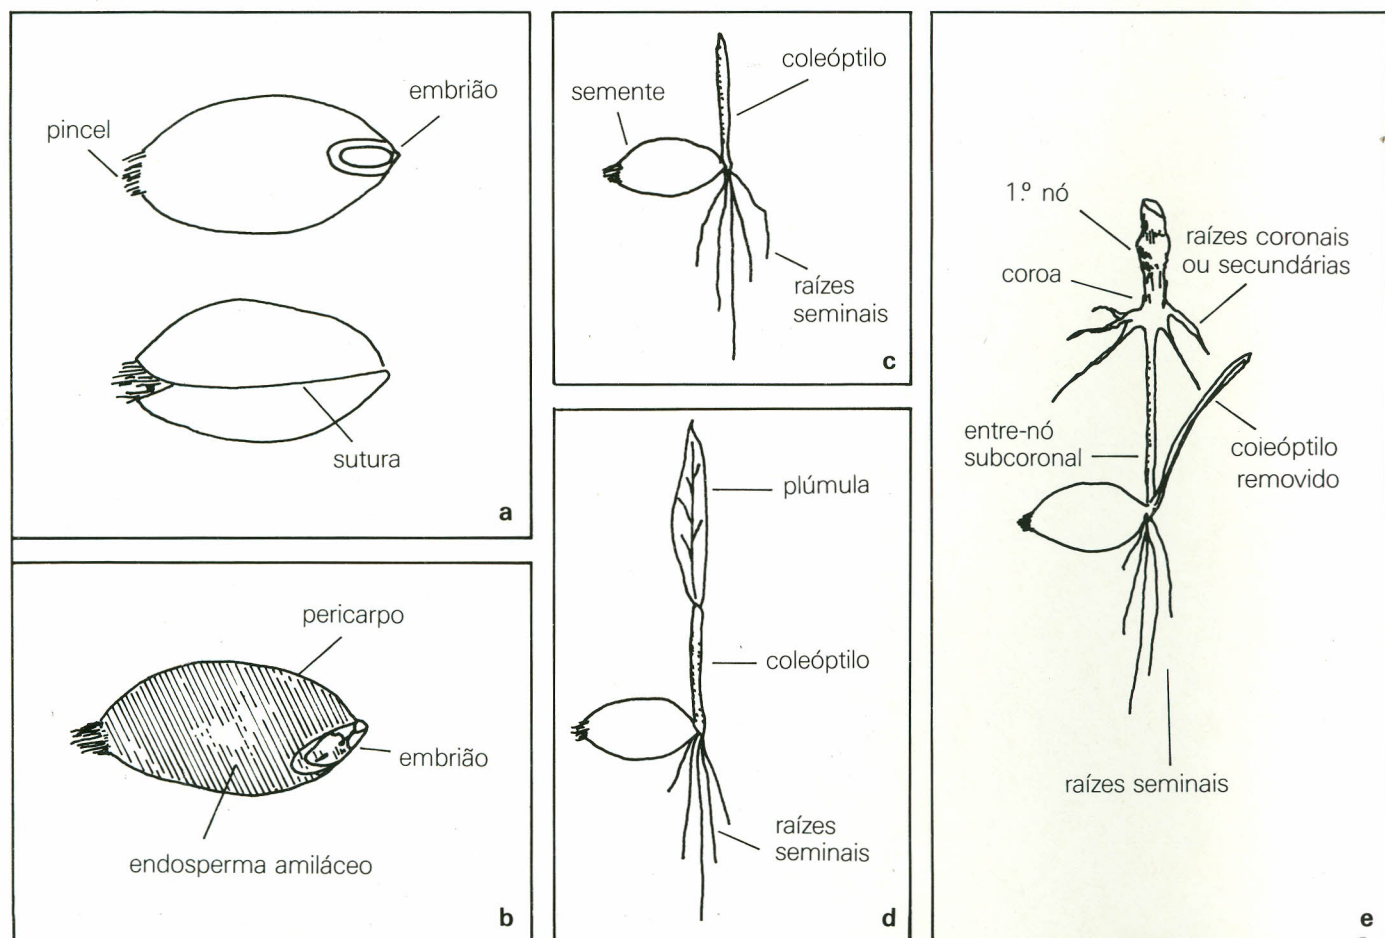 pincel
embrião
sutura
a
pericarpo
embrião
endosperma amiláceo
b
semente
coleóptilo
raízes
seminais
c
plúmula
coleóptilo
raízes
seminais
d
1.º nó
coroa
raízes coronais
ou secundárias
entre-nó
subcoronal
coieóptilo
removido
raízes seminais
e